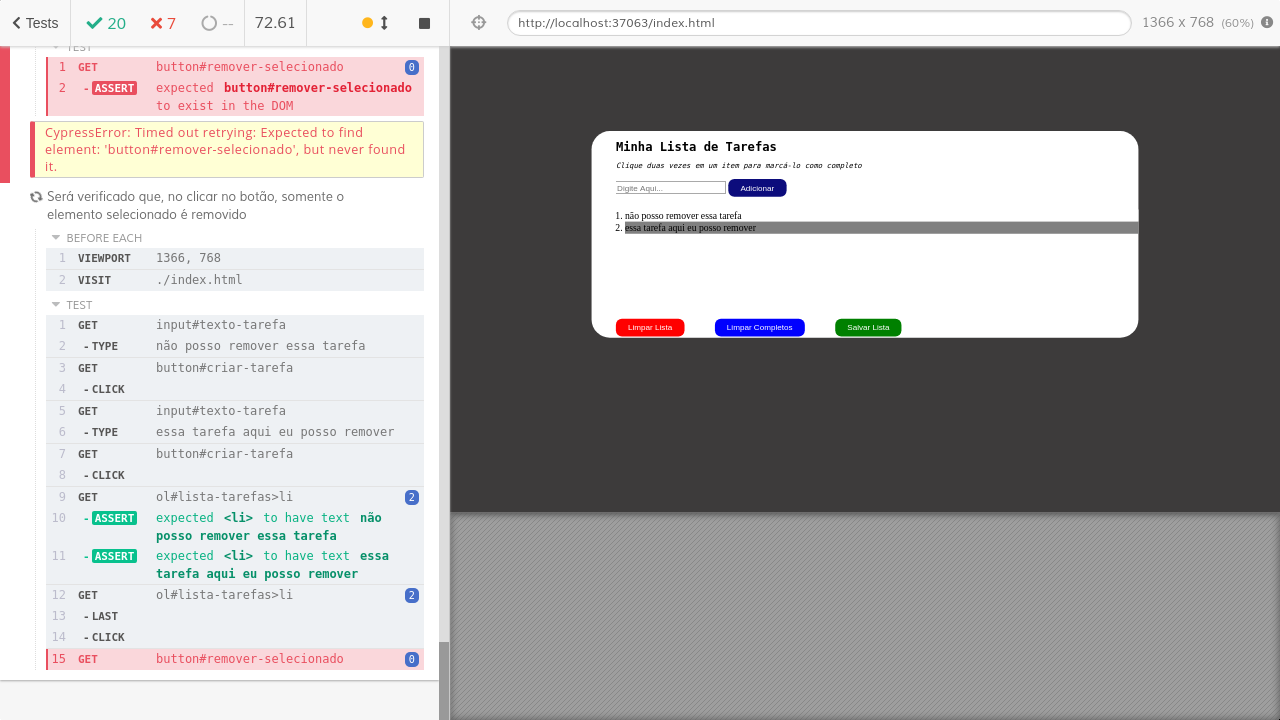 Tests
20
7
--
72.61
http://localhost:37063/index.html
1366 x 768 (60%)
TEST
1 GET button#remover-selecionado 0
2 - ASSERT expected button#remover-selecionado
to exist in the DOM
CypressError: Timed out retrying: Expected to find
element: 'button#remover-selecionado', but never found
it.
Será verificado que, no clicar no botão, somente o
elemento selecionado é removido
BEFORE EACH
1 VIEWPORT 1366, 768
2 VISIT ./index.html
TEST
1 GET input#texto-tarefa
2 - TYPE não posso remover essa tarefa
3 GET button#criar-tarefa
4 - CLICK
5 GET input#texto-tarefa
6 - TYPE essa tarefa aqui eu posso remover
7 GET button#criar-tarefa
8 - CLICK
9 GET ol#lista-tarefas>li 2
10 - ASSERT expected <li> to have text não
posso remover essa tarefa
11 - ASSERT expected <li> to have text essa
tarefa aqui eu posso remover
12 GET ol#lista-tarefas>li 2
13 - LAST
14 - CLICK
15 GET button#remover-selecionado 0
Minha Lista de Tarefas
Clique duas vezes em um item para marcá-lo como completo
Digite Aqui... Adicionar
1. não posso remover essa tarefa
2. essa tarefa aqui eu posso remover
Limpar Lista Limpar Completos Salvar Lista